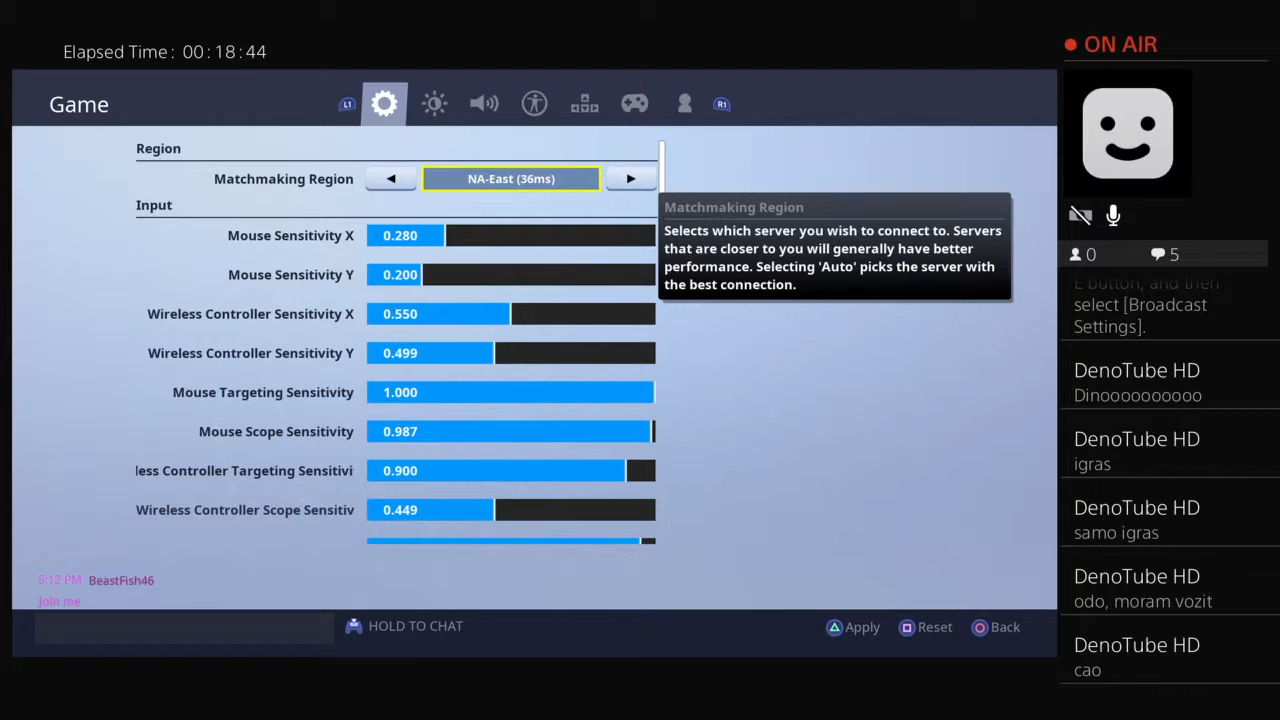 Elapsed Time: 00:18:44
ON AIR
Game
L1
R1
Region
Matchmaking Region
NA-East (36ms)
Input
Mouse Sensitivity X
0.280
Mouse Sensitivity Y
0.200
Wireless Controller Sensitivity X
0.550
Wireless Controller Sensitivity Y
0.499
Mouse Targeting Sensitivity
1.000
Mouse Scope Sensitivity
0.987
less Controller Targeting Sensitivi
0.900
Wireless Controller Scope Sensitiv
0.449
Matchmaking Region
Selects which server you wish to connect to. Servers
that are closer to you will generally have better
performance. Selecting 'Auto' picks the server with
the best connection.
5:12 PM BeastFish46
Join me
HOLD TO CHAT
Apply
Reset
Back
0
5
E button, and then
select [Broadcast
Settings].
DenoTube HD
Dinoooooooooo
DenoTube HD
igras
DenoTube HD
samo igras
DenoTube HD
odo, moram vozit
DenoTube HD
cao